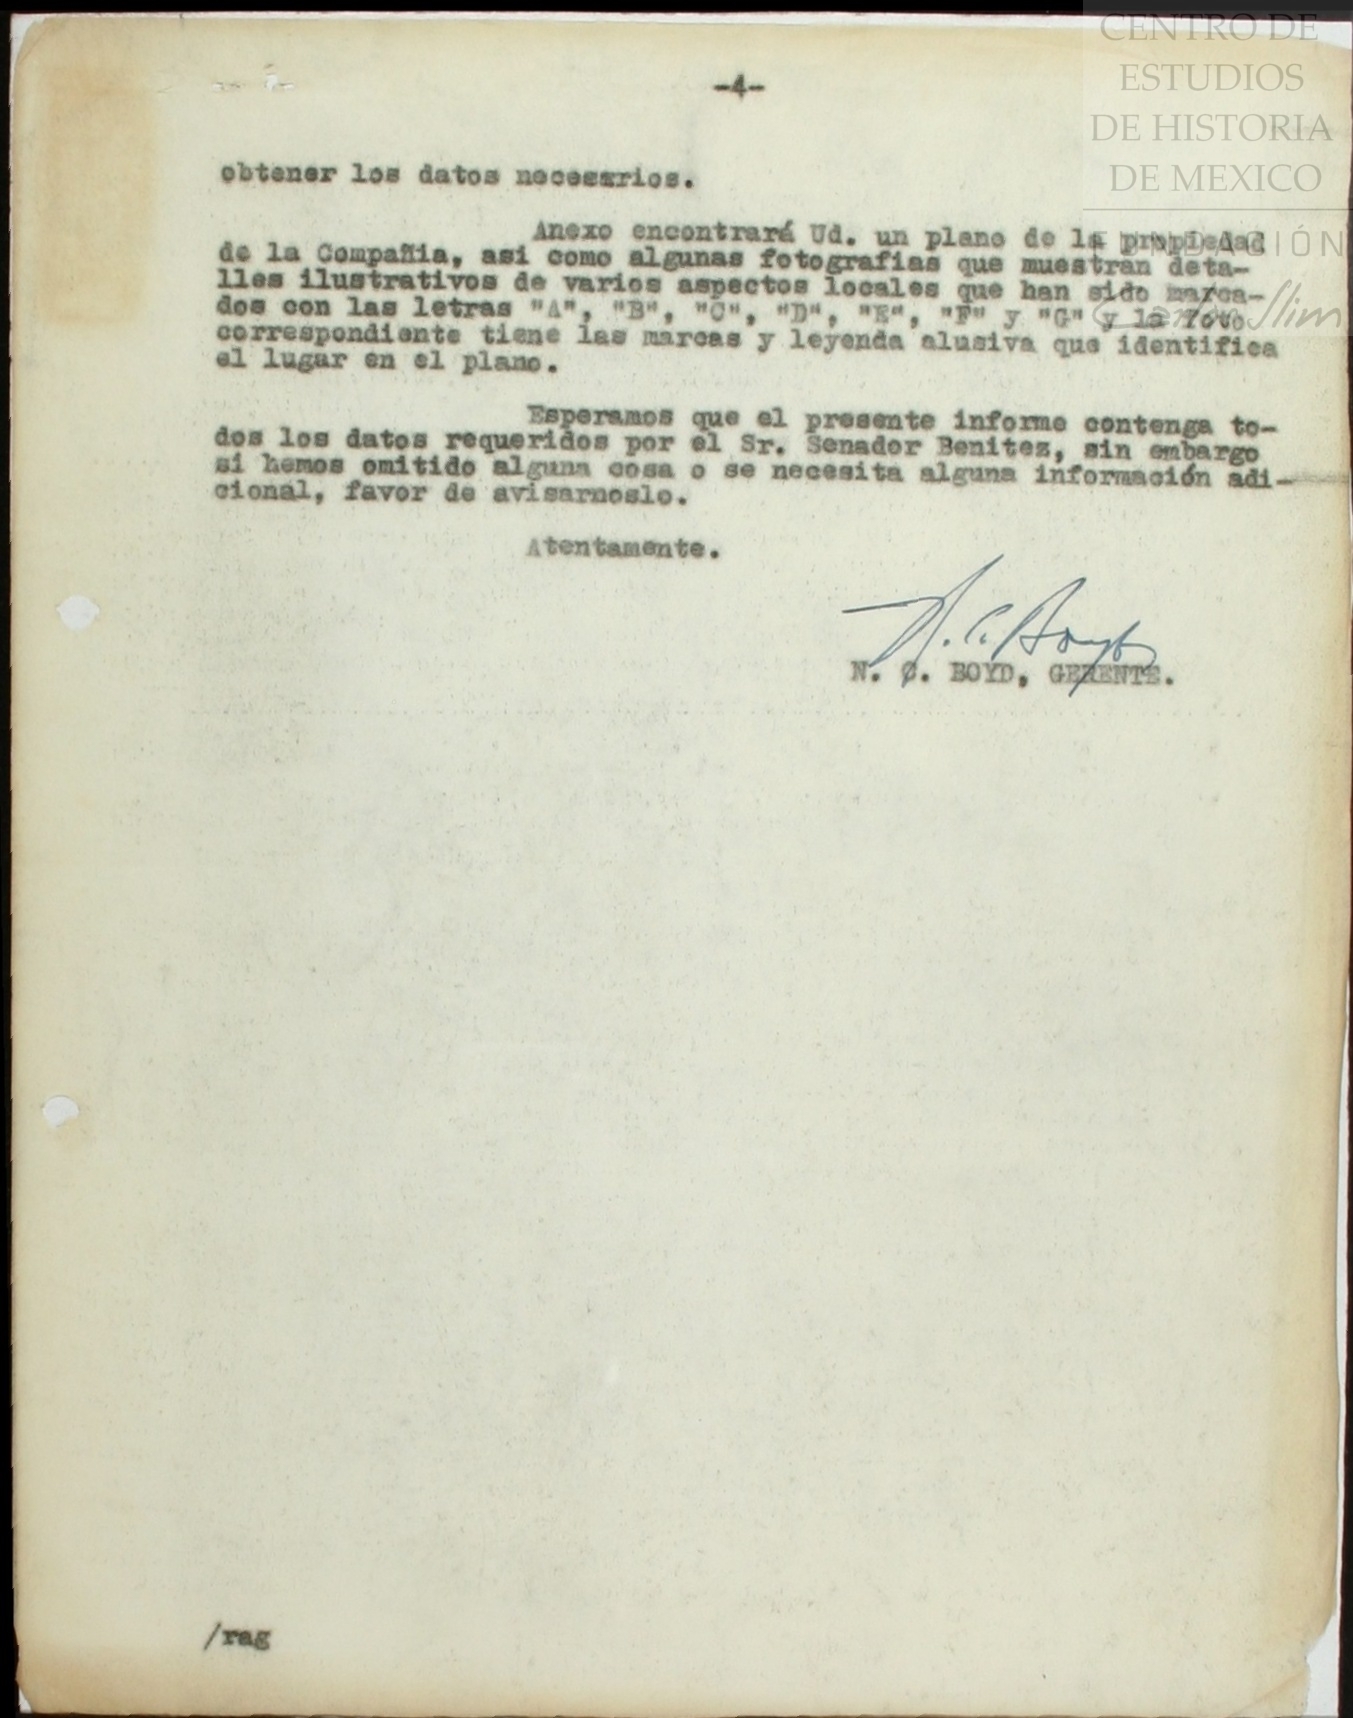 CENTRO DE
ESTUDIOS
DE HISTORIA
DE MEXICO
FUNDACIÓN
Carlos Slim
-4-
obtener los datos necesarios.
Anexo encontrará Ud. un plano de la propiedad
de la Compañia, asi como algunas fotografias que muestran deta-
lles ilustrativos de varios aspectos locales que han sido marca-
dos con las letras "A", "B", "C", "D", "E", "F" y "G" y la foto
correspondiente tiene las marcas y leyenda alusiva que identifica
el lugar en el plano.
Esperamos que el presente informe contenga to-
dos los datos requeridos por el Sr. Senador Benitez, sin embargo
si hemos omitido alguna cosa o se necesita alguna información adi-
cional, favor de avisarnoslo.
Atentamente.
N. C. Boyd
N. C. BOYD, GERENTE.
/rag